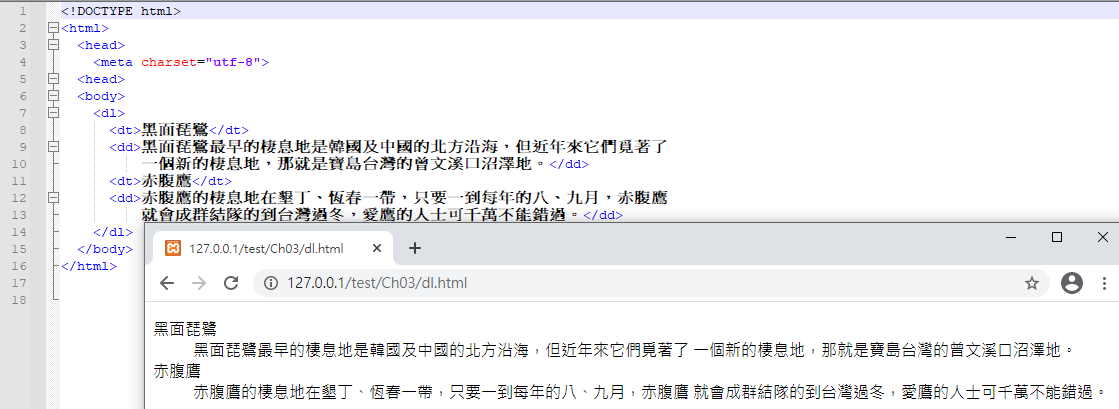 1 <!DOCTYPE html>
2 <html>
3 <head>
4 <meta charset="utf-8">
5 <head>
6 <body>
7 <dl>
8 <dt>黑面琵鷺</dt>
9 <dd>黑面琵鷺最早的棲息地是韓國及中國的北方沿海，但近年來它們覓著了
10 一個新的棲息地，那就是寶島台灣的曾文溪口沼澤地。</dd>
11 <dt>赤腹鷹</dt>
12 <dd>赤腹鷹的棲息地在墾丁、恆春一帶，只要一到每年的八、九月，赤腹鷹
13 就會成群結隊的到台灣過冬，愛鷹的人士可千萬不能錯過。</dd>
14 </dl>
15 </body>
16 </html>
17
18
127.0.0.1/test/Ch03/dl.html
127.0.0.1/test/Ch03/dl.html
黑面琵鷺
黑面琵鷺最早的棲息地是韓國及中國的北方沿海，但近年來它們覓著了 一個新的棲息地，那就是寶島台灣的曾文溪口沼澤地。
赤腹鷹
赤腹鷹的棲息地在墾丁、恆春一帶，只要一到每年的八、九月，赤腹鷹 就會成群結隊的到台灣過冬，愛鷹的人士可千萬不能錯過。